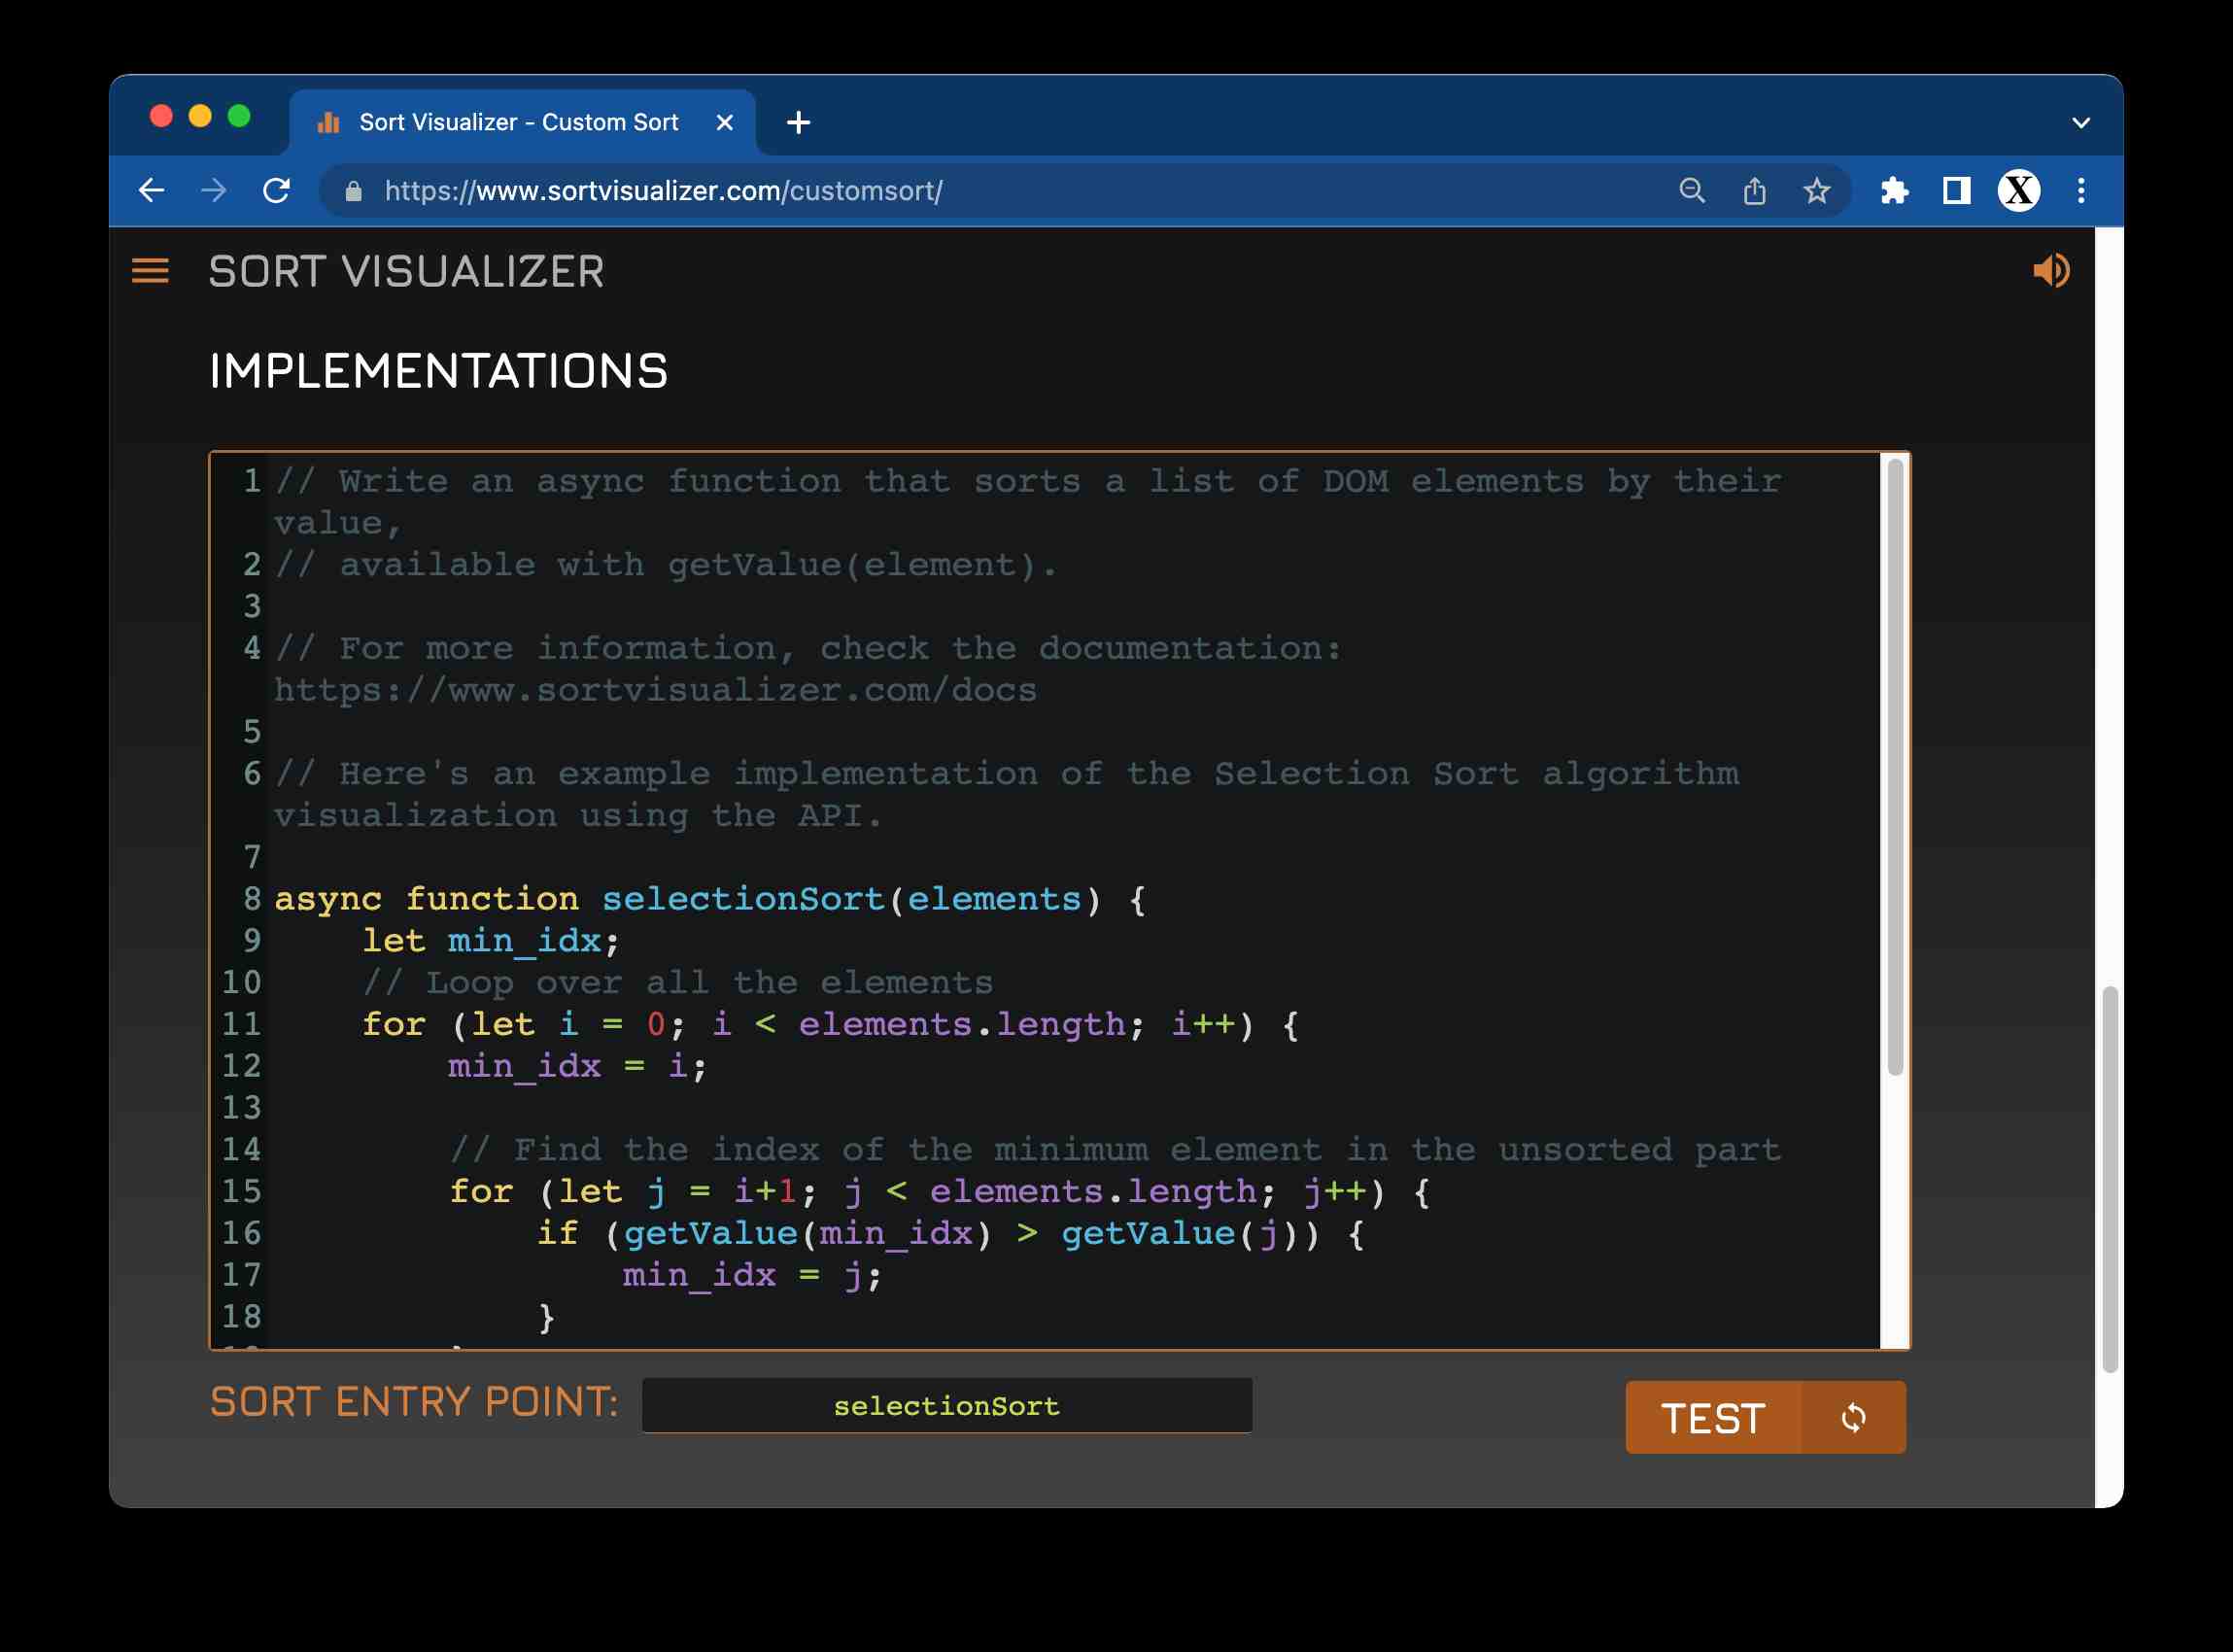 Sort Visualizer - Custom Sort
https://www.sortvisualizer.com/customsort/
X
SORT VISUALIZER
IMPLEMENTATIONS
1 // Write an async function that sorts a list of DOM elements by their
value,
2 // available with getValue(element).
3
4 // For more information, check the documentation:
https://www.sortvisualizer.com/docs
5
6 // Here's an example implementation of the Selection Sort algorithm
visualization using the API.
7
8 async function selectionSort(elements) {
9 let min_idx;
10 // Loop over all the elements
11 for (let i = 0; i < elements.length; i++) {
12 min_idx = i;
13
14 // Find the index of the minimum element in the unsorted part
15 for (let j = i+1; j < elements.length; j++) {
16 if (getValue(min_idx) > getValue(j)) {
17 min_idx = j;
18 }
SORT ENTRY POINT: selectionSort TEST